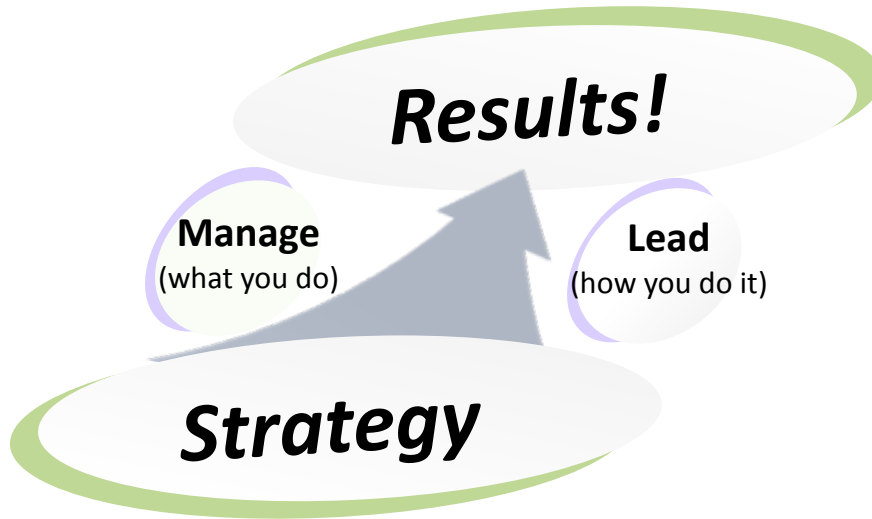 Results!
Manage
(what you do)
Lead
(how you do it)
Strategy